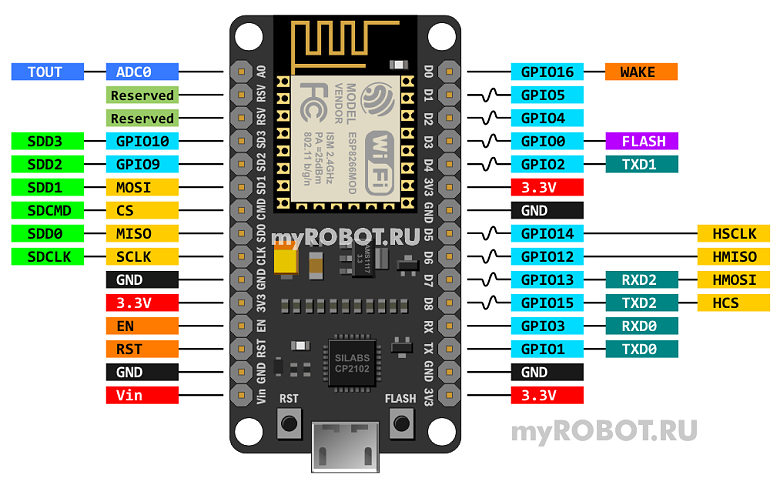 TOUT ADC0 A0 D0 GPIO16 WAKE
Reserved RSV D1 GPIO5
Reserved RSV D2 GPIO4
SDD3 GPIO10 SD3 D3 GPIO0 FLASH
SDD2 GPIO9 SD2 D4 GPIO2 TXD1
SDD1 MOSI SD1 3V3 3.3V
SDCMD CS CMD GND GND
SDD0 MISO SD0 D5 GPIO14 HSCLK
SDCLK SCLK CLK D6 GPIO12 HMISO
GND GND D7 GPIO13 RXD2 HMOSI
3.3V 3V3 D8 GPIO15 TXD2 HCS
EN EN RX GPIO3 RXD0
RST RST TX GPIO1 TXD0
GND GND GND GND
Vin Vin 3V3 3.3V
MODEL
VENDOR
ESP8266MOD
FC
Wi Fi
ISM 2.4GHz
PA =25dBm
802.11 b/g/n
myROBOT.RU
AMS1117
3.3
SILABS
CP2102
RST
FLASH
myROBOT.RU